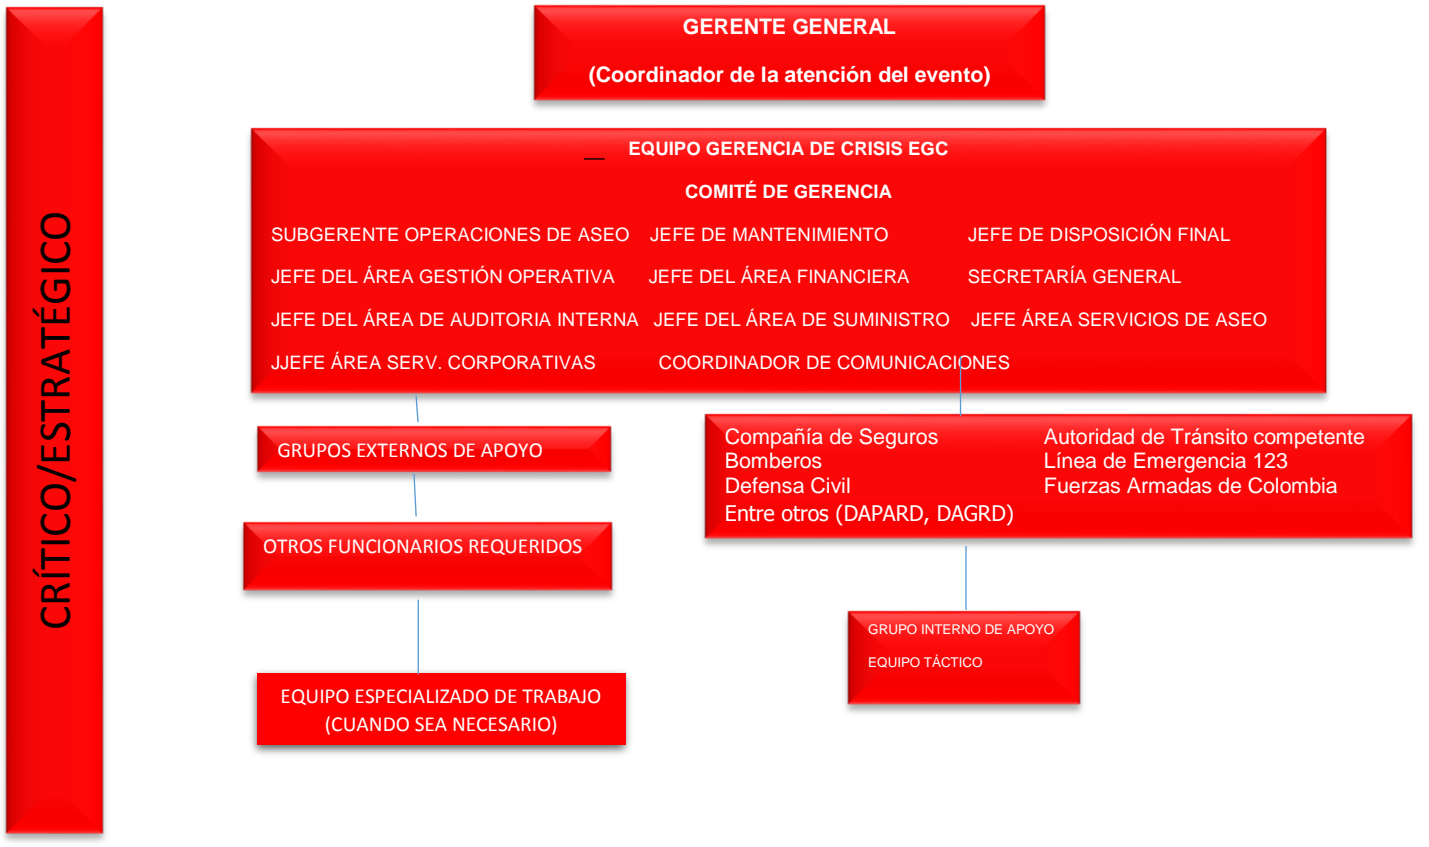 CRÍTICO/ESTRATÉGICO
GERENTE GENERAL
(Coordinador de la atención del evento)
EQUIPO GERENCIA DE CRISIS EGC
COMITÉ DE GERENCIA
SUBGERENTE OPERACIONES DE ASEO JEFE DE MANTENIMIENTO JEFE DE DISPOSICIÓN FINAL
JEFE DEL ÁREA GESTIÓN OPERATIVA JEFE DEL ÁREA FINANCIERA SECRETARÍA GENERAL
JEFE DEL ÁREA DE AUDITORIA INTERNA JEFE DEL ÁREA DE SUMINISTRO JEFE ÁREA SERVICIOS DE ASEO
JJEFE ÁREA SERV. CORPORATIVAS COORDINADOR DE COMUNICACIONES
GRUPOS EXTERNOS DE APOYO
Compañía de Seguros Autoridad de Tránsito competente
Bomberos Línea de Emergencia 123
Defensa Civil Fuerzas Armadas de Colombia
Entre otros (DAPARD, DAGRD)
OTROS FUNCIONARIOS REQUERIDOS
GRUPO INTERNO DE APOYO
EQUIPO TÁCTICO
EQUIPO ESPECIALIZADO DE TRABAJO
(CUANDO SEA NECESARIO)